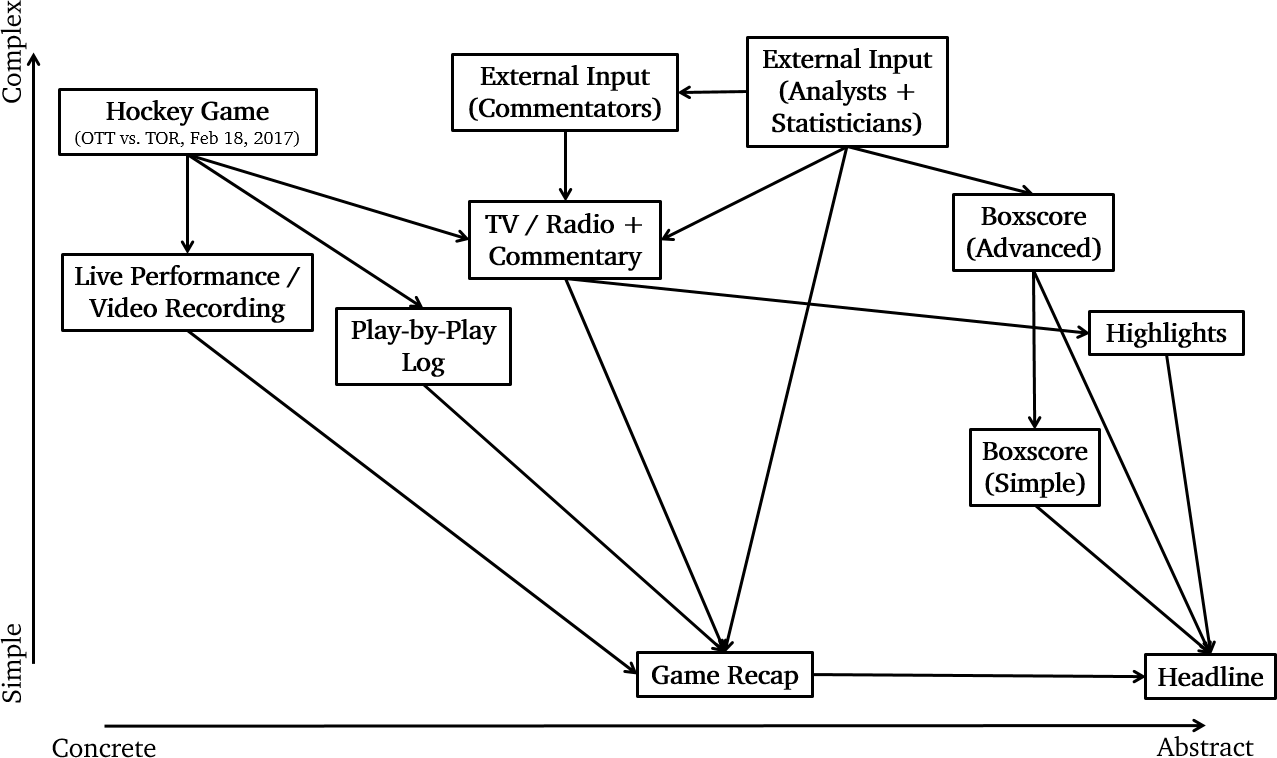 Complex
External Input
(Analysts +
Statisticians)
External Input
(Commentators)
Hockey Game
(OTT vs. TOR, Feb 18, 2017)
Boxscore
(Advanced)
TV / Radio +
Commentary
Live Performance /
Video Recording
Play-by-Play
Log
Highlights
Boxscore
(Simple)
Simple
Game Recap
Headline
Concrete
Abstract